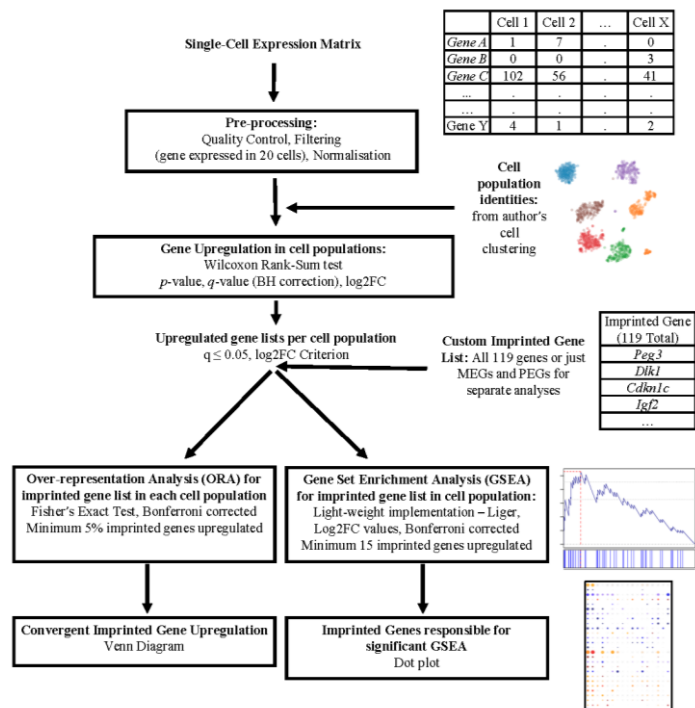 Single-Cell Expression Matrix
Cell 1 Cell 2 ... Cell X
Gene A 1 7 . 0
Gene B 0 0 . 3
Gene C 102 56 . 41
... . . . .
... . . . .
Gene Y 4 1 . 2
Pre-processing:
Quality Control, Filtering
(gene expressed in 20 cells), Normalisation
Cell
population
identities:
from author's
cell
clustering
Gene Upregulation in cell populations:
Wilcoxon Rank-Sum test
p-value, q-value (BH correction), log2FC
Upregulated gene lists per cell population
q ≤ 0.05, log2FC Criterion
Custom Imprinted Gene
List: All 119 genes or just
MEGs and PEGs for
separate analyses
Imprinted Gene
(119 Total)
Peg3
Dlk1
Cdkn1c
Igf2
...
Over-representation Analysis (ORA) for
imprinted gene list in each cell population
Fisher's Exact Test, Bonferroni corrected
Minimum 5% imprinted genes upregulated
Gene Set Enrichment Analysis (GSEA)
for imprinted gene list in cell population:
Light-weight implementation – Liger,
Log2FC values, Bonferroni corrected
Minimum 15 imprinted genes upregulated
Convergent Imprinted Gene Upregulation
Venn Diagram
Imprinted Genes responsible for
significant GSEA
Dot plot